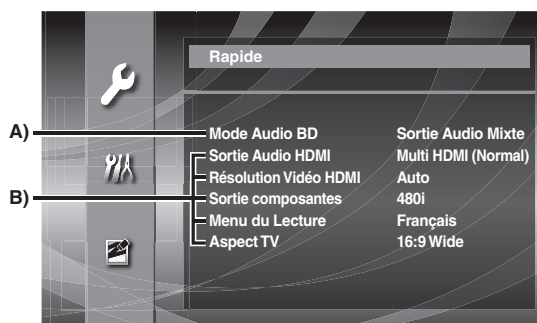 Rapide
A) Mode Audio BD Sortie Audio Mixte
Sortie Audio HDMI Multi HDMI (Normal)
Résolution Vidéo HDMI Auto
B) Sortie composantes 480i
Menu du Lecture Français
Aspect TV 16:9 Wide